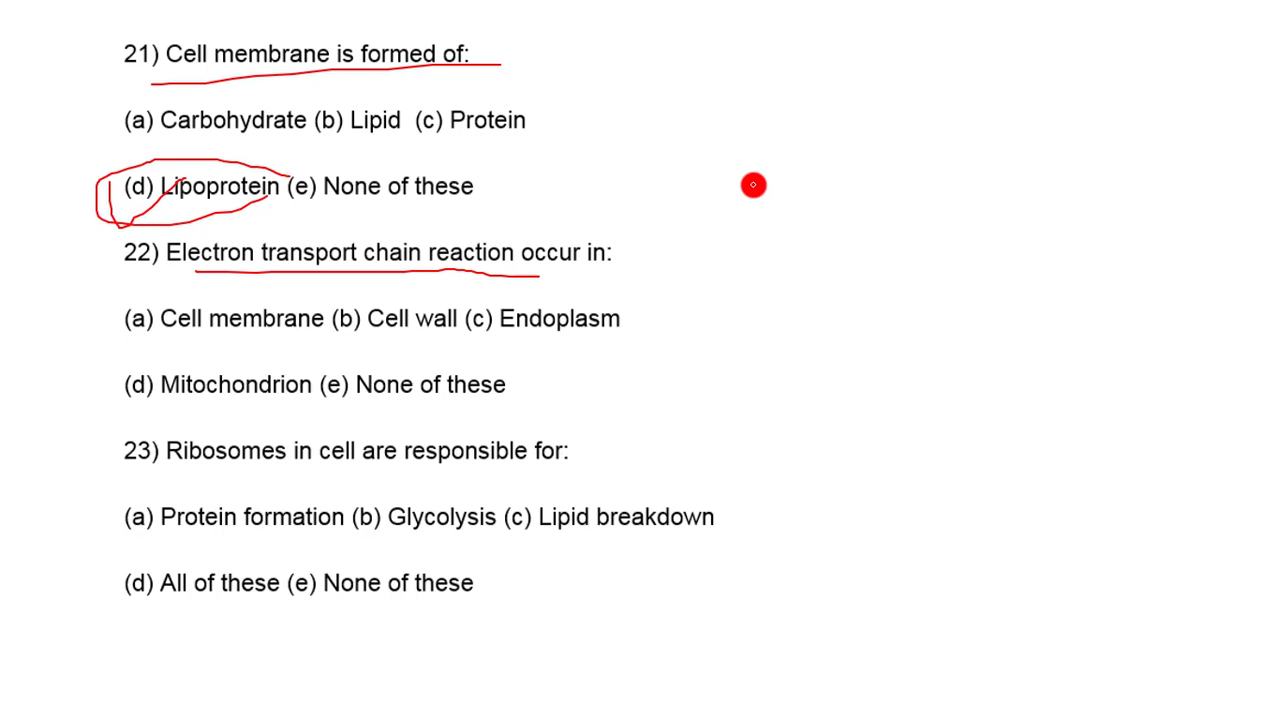 21) Cell membrane is formed of:
(a) Carbohydrate (b) Lipid  (c) Protein
(d) Lipoprotein (e) None of these
22) Electron transport chain reaction occur in:
(a) Cell membrane (b) Cell wall (c) Endoplasm
(d) Mitochondrion (e) None of these
23) Ribosomes in cell are responsible for:
(a) Protein formation (b) Glycolysis (c) Lipid breakdown
(d) All of these (e) None of these